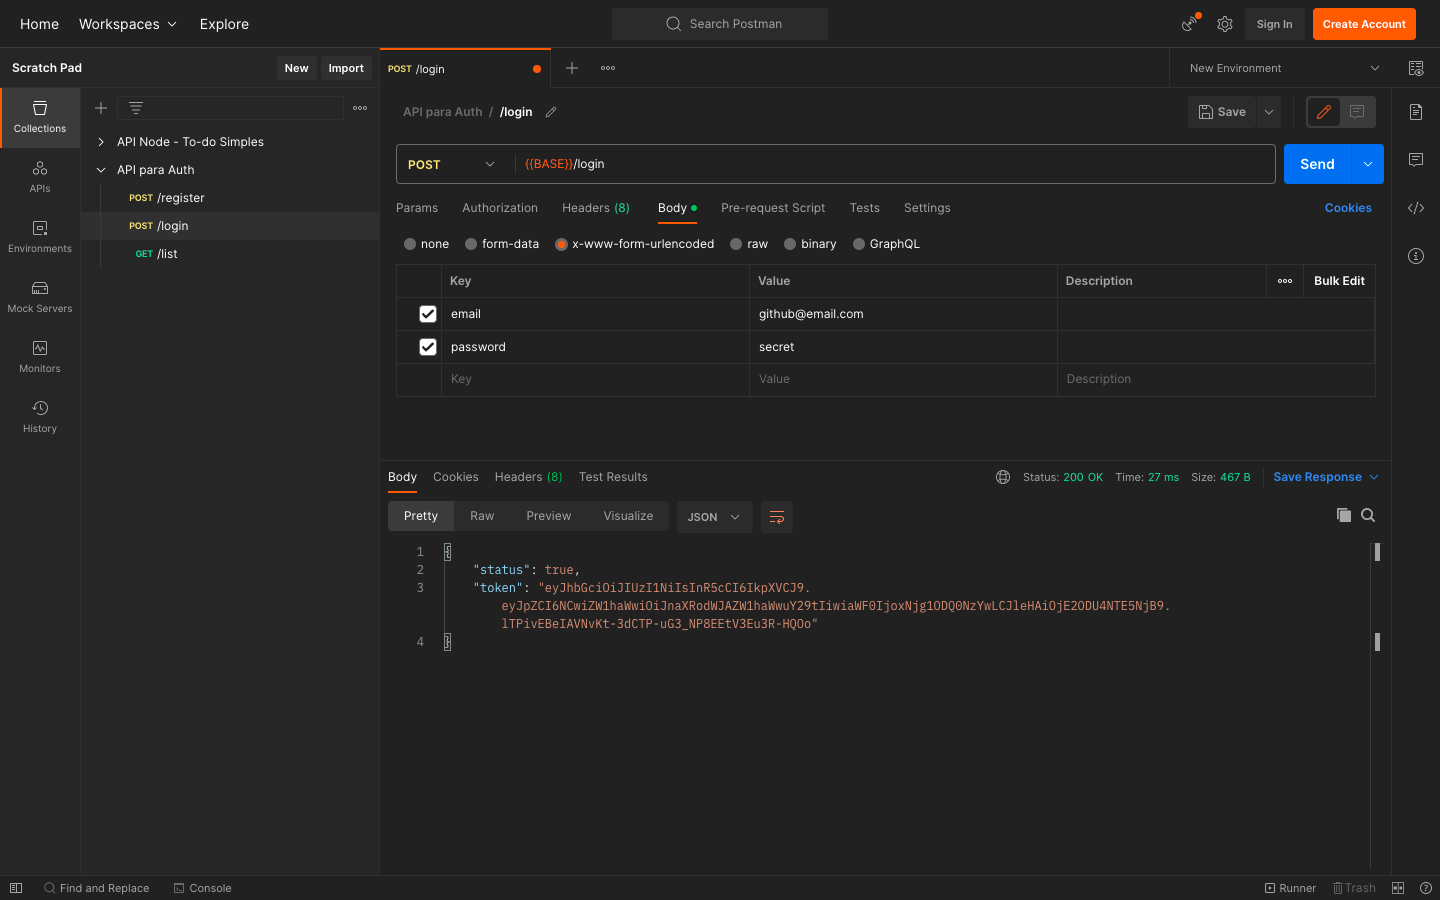 Home Workspaces Explore
Search Postman
Sign In Create Account
Scratch Pad New Import
POST /login
New Environment
Collections
APIs
Environments
Mock Servers
Monitors
History
API Node - To-do Simples
API para Auth
POST /register
POST /login
GET /list
API para Auth / /login
Save
POST {{BASE}}/login
Send
Params Authorization Headers (8) Body Pre-request Script Tests Settings Cookies
none form-data x-www-form-urlencoded raw binary GraphQL
Key Value Description Bulk Edit
email github@email.com
password secret
Key Value Description
Body Cookies Headers (8) Test Results
Status: 200 OK Time: 27 ms Size: 467 B Save Response
Pretty Raw Preview Visualize JSON
1 {
2 "status": true,
3 "token": "eyJhbGciOiJIUzI1NiIsInR5cCI6IkpXVCJ9.
eyJpZCI6NCwiZW1haWwiOiJnaXRodWJAZW1haWwuY29tIiwiaWF0IjoxNjg1ODQ0NzYwLCJleHAiOjE2ODU4NTE5NjB9.
lTPivEBeIAVNvKt-3dCTP-uG3_NP8EEtV3Eu3R-HQOo"
4 }
Find and Replace Console
Runner Trash